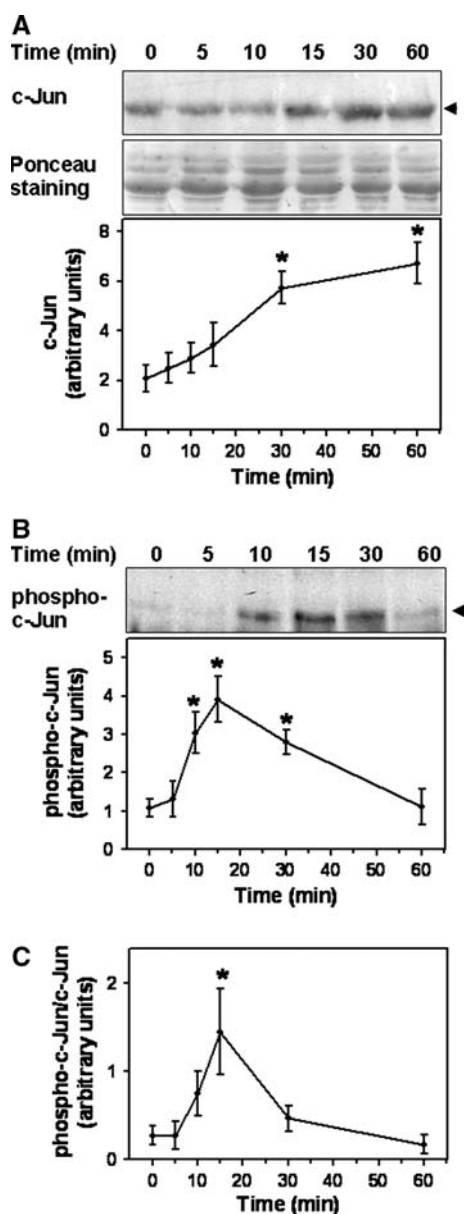 A
Time (min) 0 5 10 15 30 60
c-Jun
Ponceau
staining
8
6
4
2
0
c-Jun
(arbitrary units)
* *
0 10 20 30 40 50 60
Time (min)
B
Time (min) 0 5 10 15 30 60
phospho-
c-Jun
5
4
3
2
1
0
phospho-c-Jun
(arbitrary units)
* * *
0 10 20 30 40 50 60
Time (min)
C
2
1
0
phospho-c-Jun/c-Jun
(arbitrary units)
*
0 10 20 30 40 50 60
Time (min)